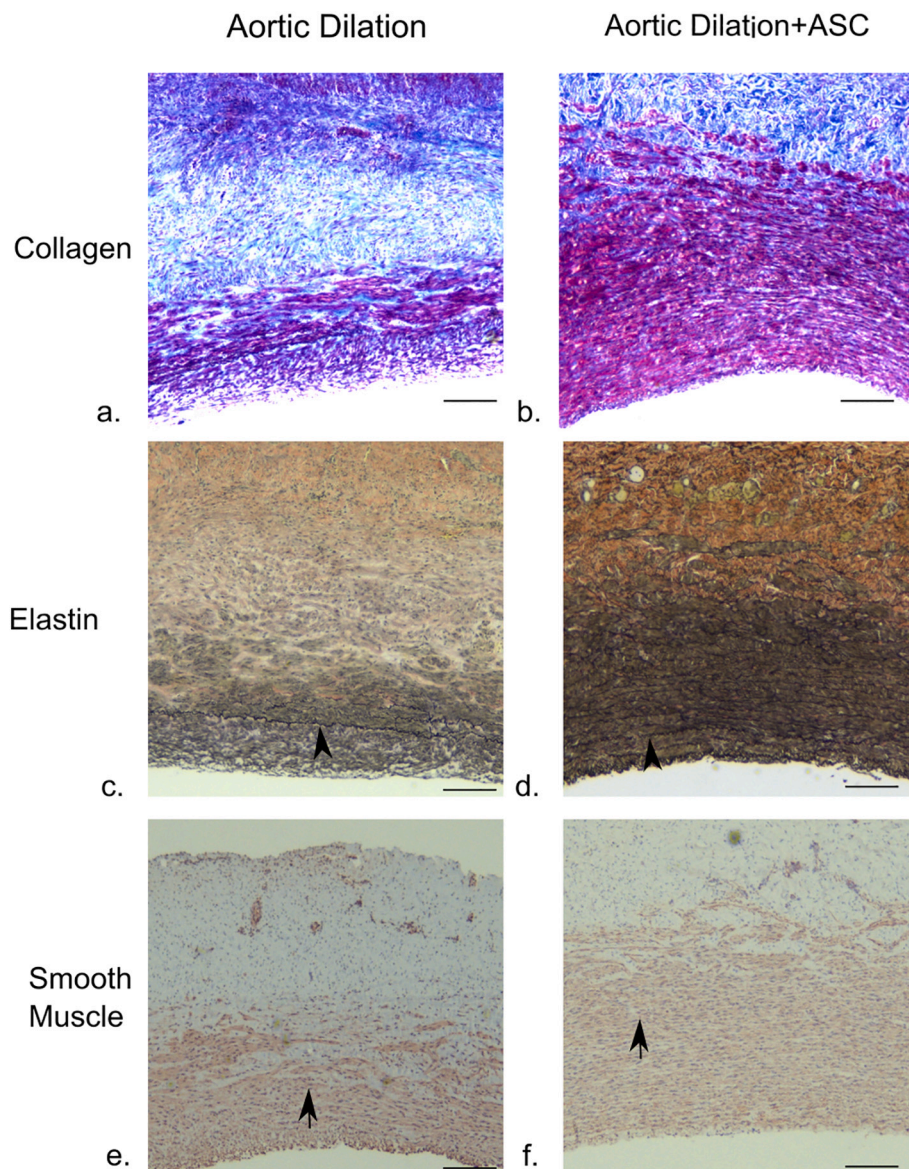 Aortic Dilation
Aortic Dilation+ASC
Collagen
a.
b.
Elastin
c.
d.
Smooth
Muscle
e.
f.